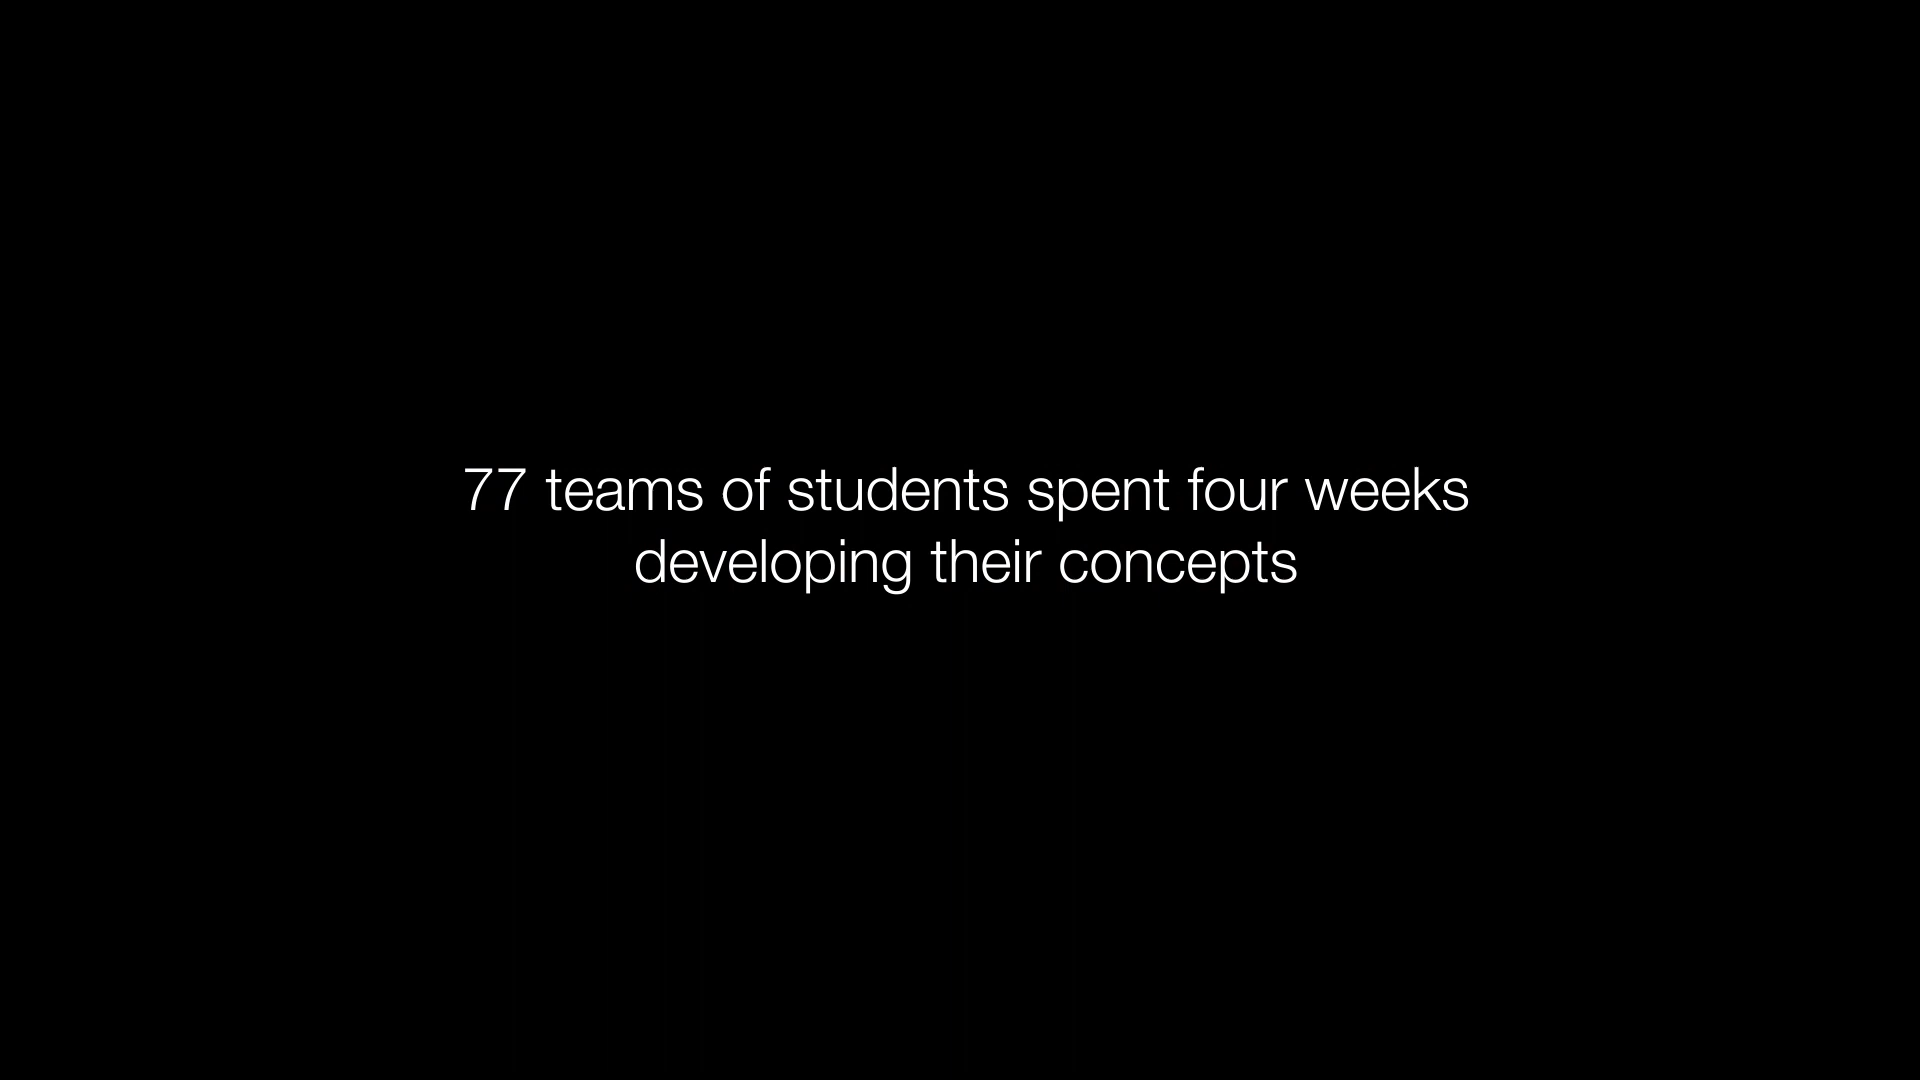 77 teams of students spent four weeks
developing their concepts